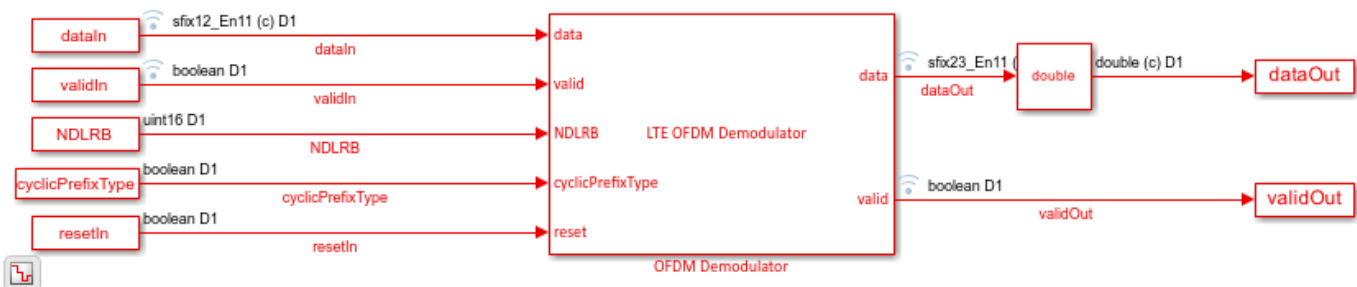 dataIn
sfix12_En11 (c) D1
dataIn
data
validIn
boolean D1
validIn
valid
NDLRB
uint16 D1
NDLRB
NDLRB
cyclicPrefixType
boolean D1
cyclicPrefixType
cyclicPrefixType
resetIn
boolean D1
resetIn
reset
LTE OFDM Demodulator
OFDM Demodulator
data
sfix23_En11 (
dataOut
double
double (c) D1
dataOut
valid
boolean D1
validOut
validOut